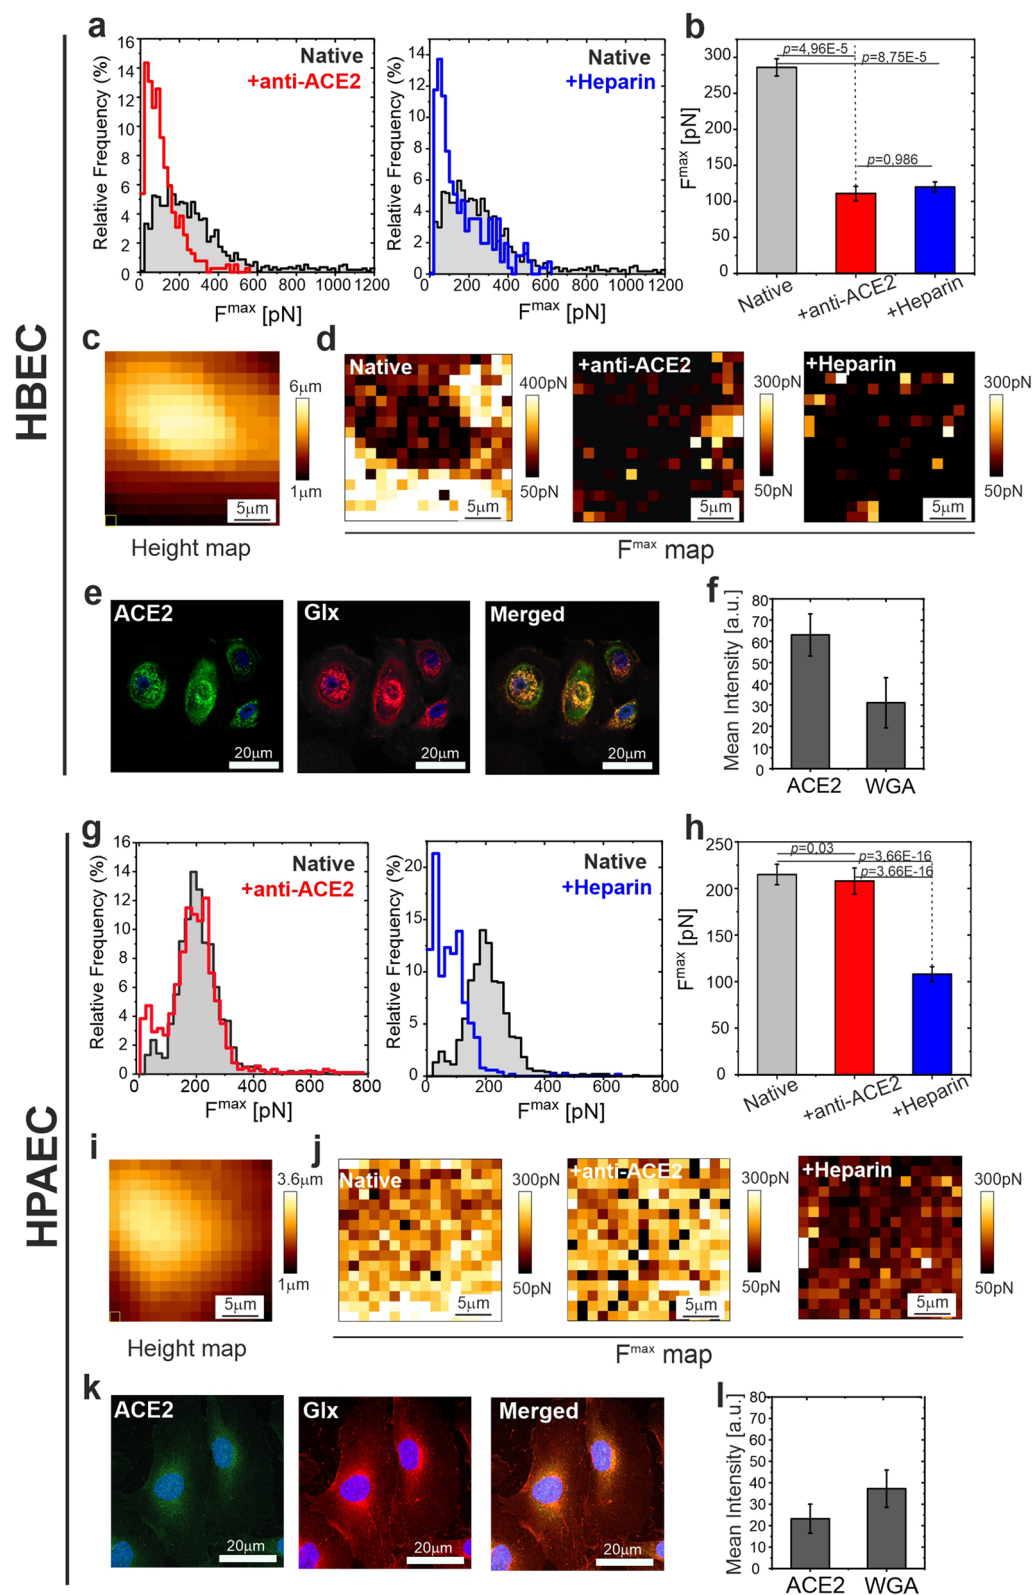 HBEC
a
Native
+anti-ACE2
Relative Frequency (%)
16
14
12
10
8
6
4
2
0
0 200 400 600 800 1000 1200
Fmax [pN]
Native
+Heparin
Relative Frequency (%)
14
12
10
8
6
4
2
0
0 200 400 600 800 1000 1200
Fmax [pN]
b
p=4,96E-5
p=8,75E-5
p=0,986
Fmax [pN]
300
250
200
150
100
50
0
Native
+anti-ACE2
+Heparin
c
6μm
1μm
5μm
Height map
d
Native
400pN
50pN
5μm
+anti-ACE2
300pN
50pN
5μm
+Heparin
300pN
50pN
5μm
Fmax map
e
ACE2
20μm
Glx
20μm
Merged
20μm
f
Mean Intensity [a.u.]
80
70
60
50
40
30
20
10
0
ACE2 WGA
HPAEC
g
Native
+anti-ACE2
Relative Frequency (%)
16
14
12
10
8
6
4
2
0
0 200 400 600 800
Fmax [pN]
Native
+Heparin
Relative Frequency (%)
20
15
10
5
0
0 200 400 600 800
Fmax [pN]
h
p=0,03
p=3,66E-16
p=3,66E-16
Fmax [pN]
250
200
150
100
50
0
Native
+anti-ACE2
+Heparin
i
3.6μm
1μm
5μm
Height map
j
Native
300pN
50pN
5μm
+anti-ACE2
300pN
50pN
5μm
+Heparin
300pN
50pN
5μm
Fmax map
k
ACE2
20μm
Glx
20μm
Merged
20μm
l
Mean Intensity [a.u.]
80
70
60
50
40
30
20
10
0
ACE2 WGA